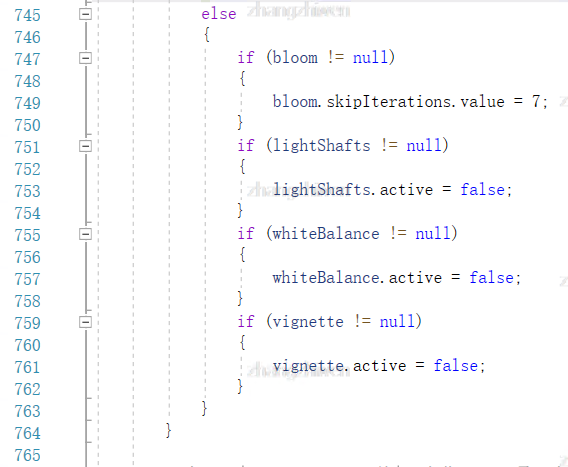 zhangzhiwen
745 else
746 {
747 if (bloom != null)
748 {
749 bloom.skipIterations.value = 7;
750 }
751 if (lightShafts != null)
752 {
753 lightShafts.active = false;
754 }
755 if (whiteBalance != null)
756 {
757 whiteBalance.active = false;
758 }
759 if (vignette != null)
760 {
761 vignette.active = false;
762 }
763 }
764 }
765